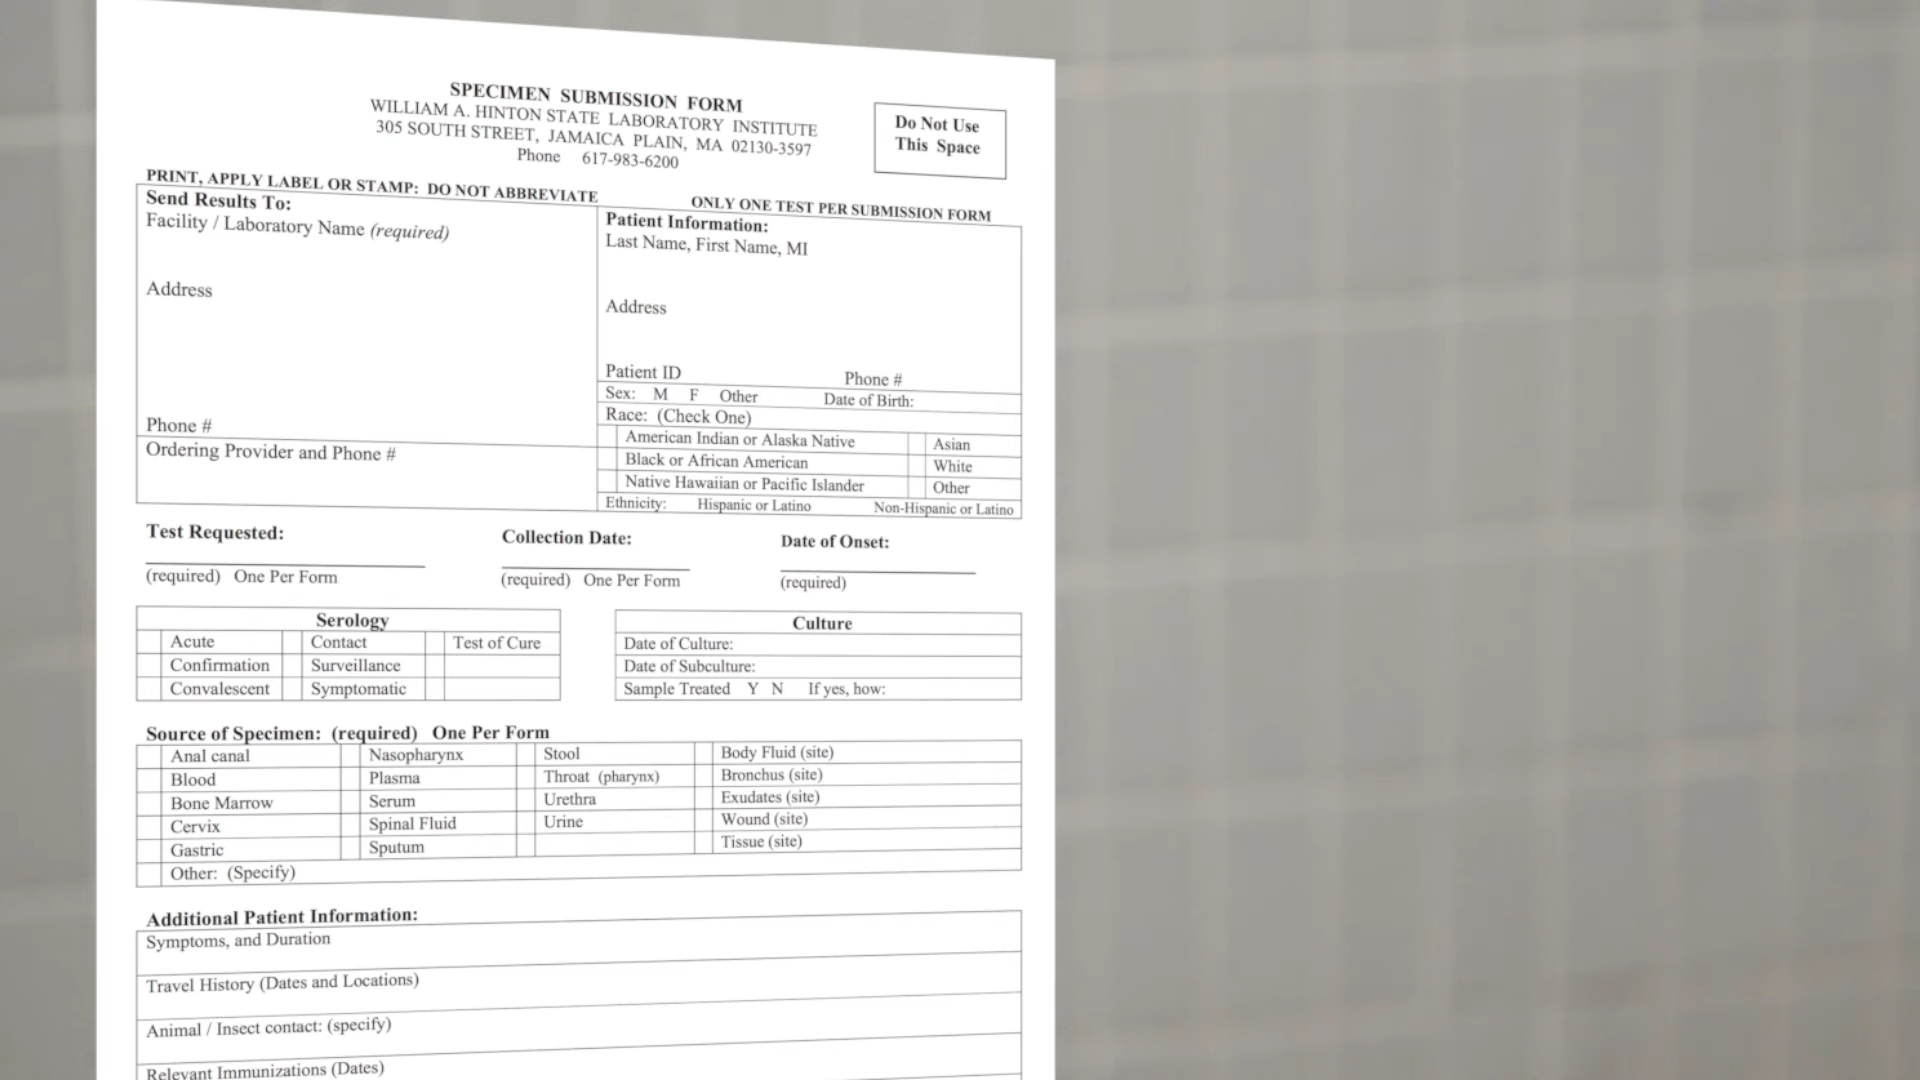 SPECIMEN SUBMISSION FORM
WILLIAM A. HINTON STATE LABORATORY INSTITUTE
305 SOUTH STREET, JAMAICA PLAIN, MA 02130-3597
Phone 617-983-6200
Do Not Use
This Space
PRINT, APPLY LABEL OR STAMP: DO NOT ABBREVIATE
ONLY ONE TEST PER SUBMISSION FORM
Send Results To:
Facility / Laboratory Name (required)
Address
Phone #
Ordering Provider and Phone #
Patient Information:
Last Name, First Name, MI
Address
Patient ID Phone #
Sex: M F Other Date of Birth:
Race: (Check One)
American Indian or Alaska Native Asian
Black or African American White
Native Hawaiian or Pacific Islander Other
Ethnicity: Hispanic or Latino Non-Hispanic or Latino
Test Requested: Collection Date: Date of Onset:
(required) One Per Form (required) One Per Form (required)
Serology
Acute Contact Test of Cure
Confirmation Surveillance
Convalescent Symptomatic
Culture
Date of Culture:
Date of Subculture:
Sample Treated Y N If yes, how:
Source of Specimen: (required) One Per Form
Anal canal Nasopharynx Stool Body Fluid (site)
Blood Plasma Throat (pharynx) Bronchus (site)
Bone Marrow Serum Urethra Exudates (site)
Cervix Spinal Fluid Urine Wound (site)
Gastric Sputum Tissue (site)
Other: (Specify)
Additional Patient Information:
Symptoms, and Duration
Travel History (Dates and Locations)
Animal / Insect contact: (specify)
Relevant Immunizations (Dates)